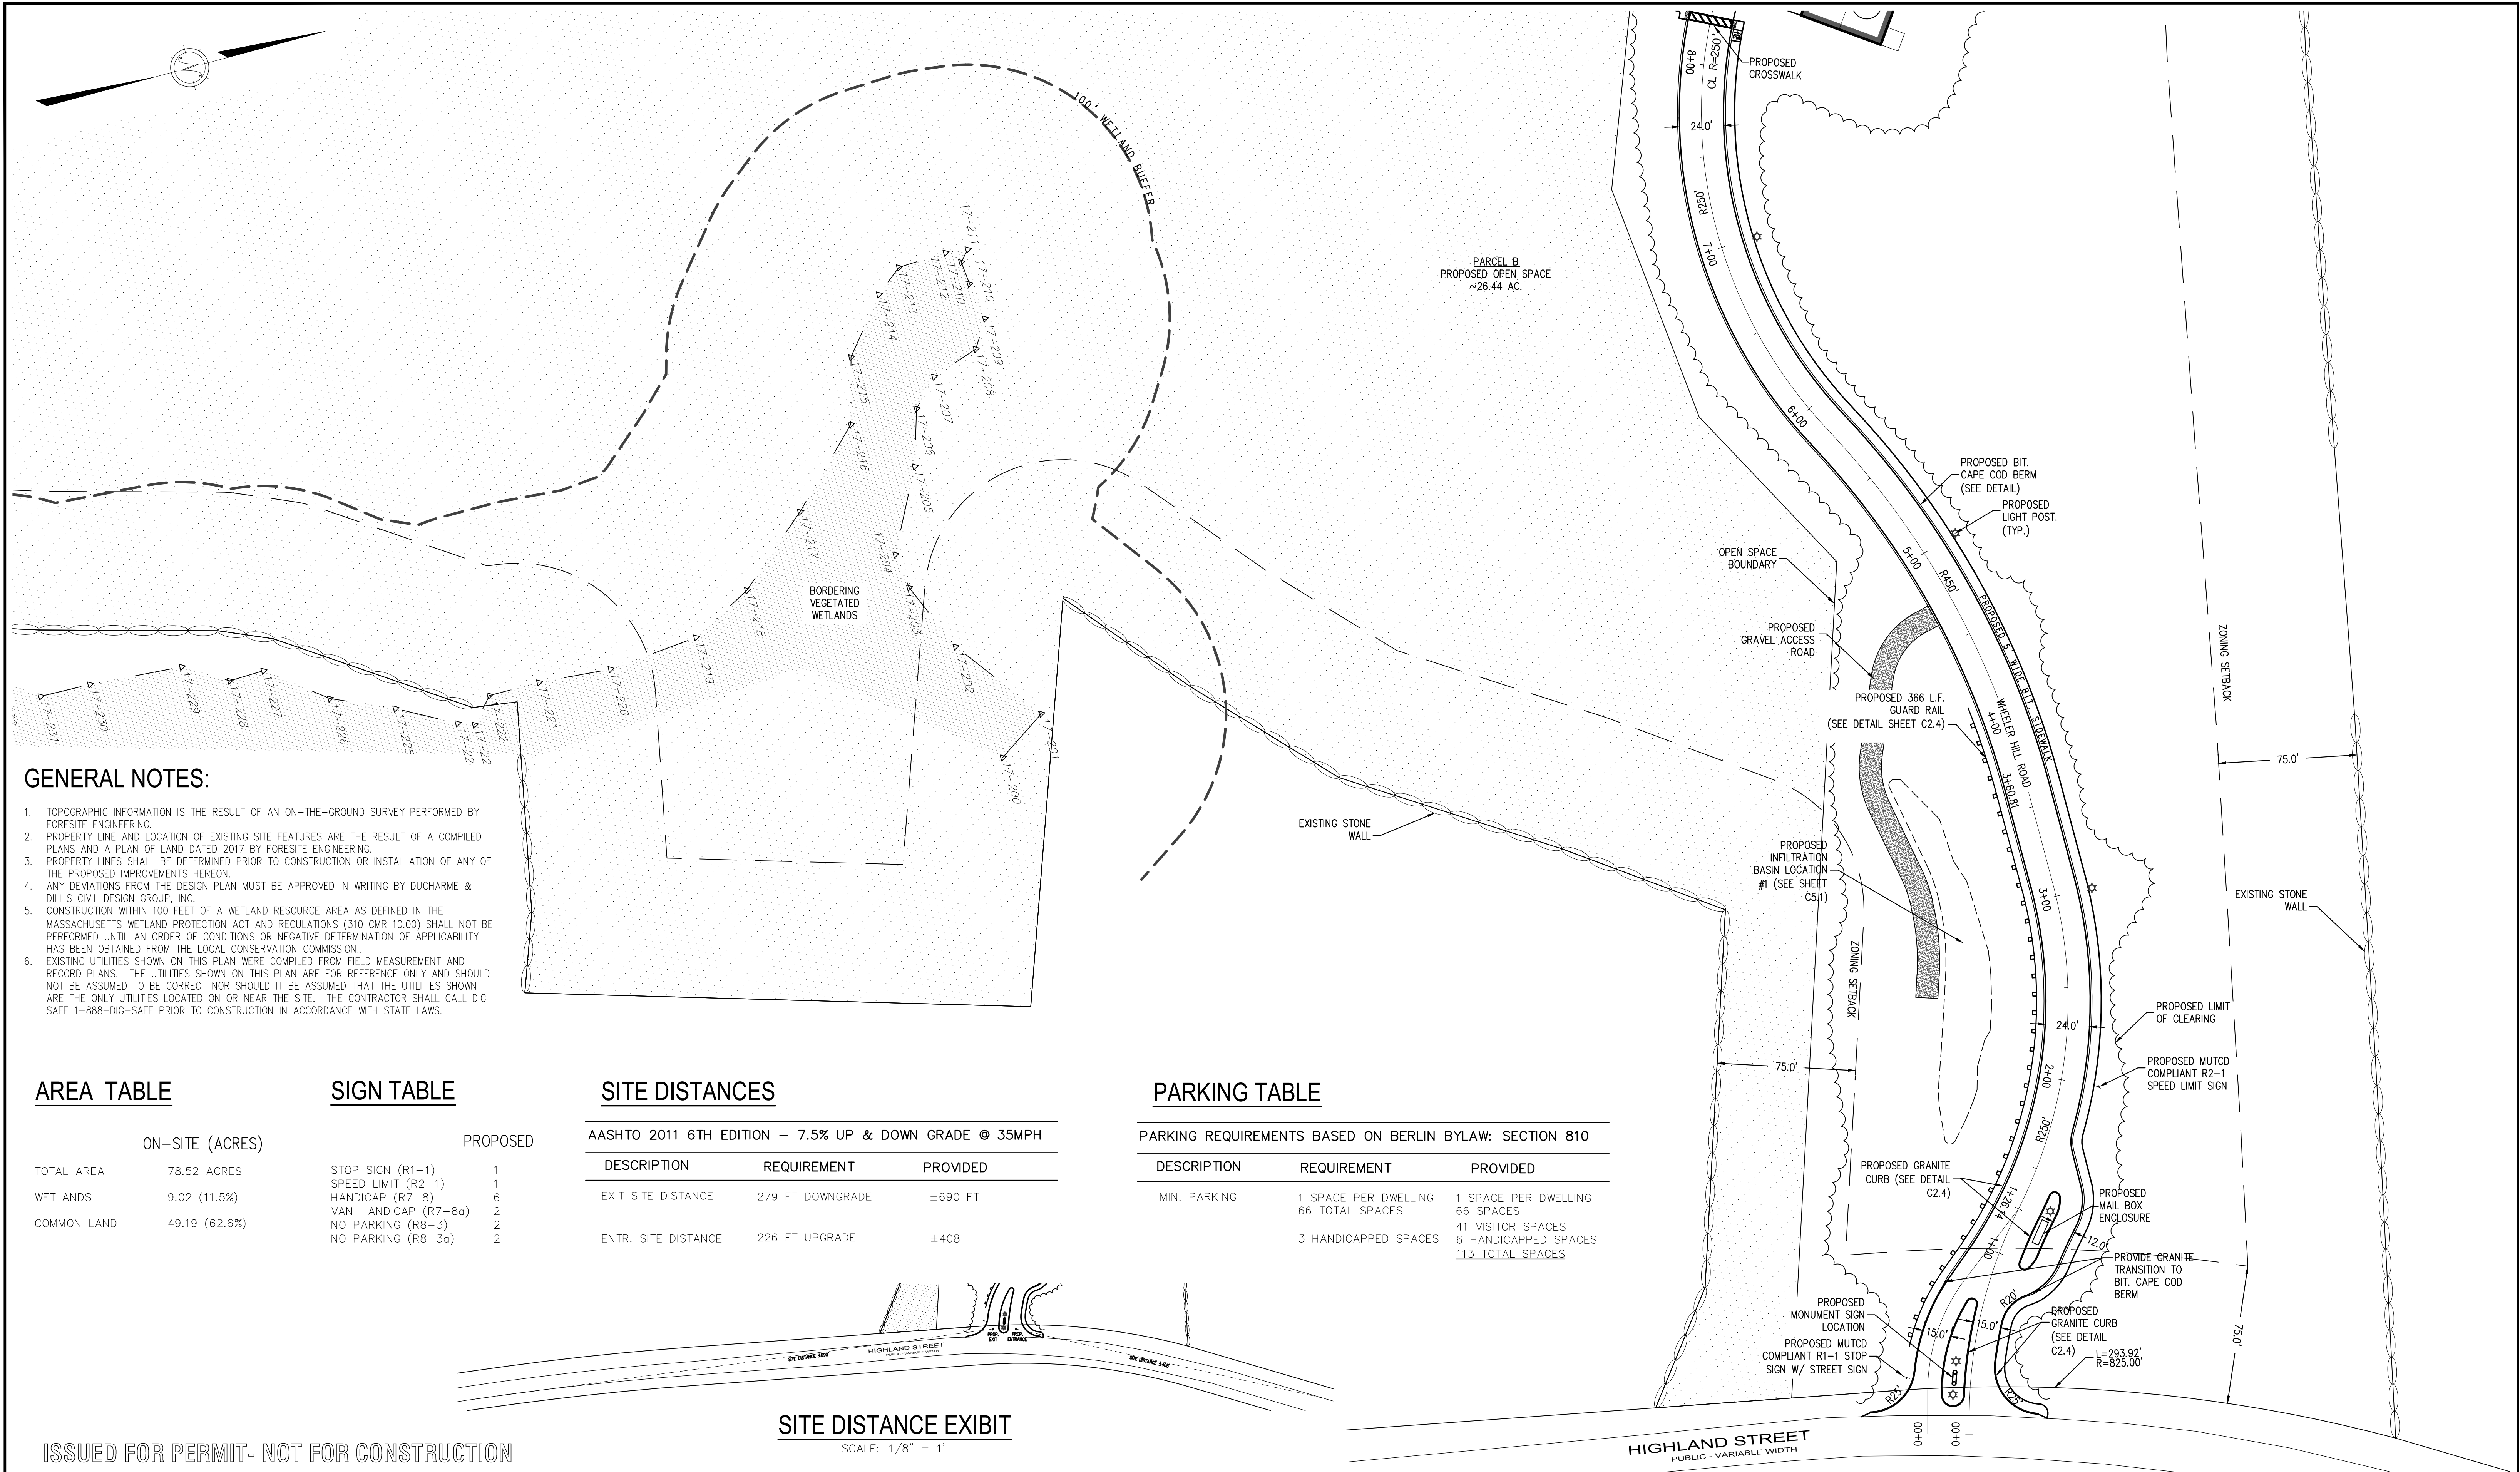 N
100' WETLAND BUFFER
17-211
17-210
17-210
17-212
17-213
17-214
17-209
17-208
17-207
17-215
17-206
17-216
17-205
17-217
17-204
17-203
17-218
17-202
17-219
17-201
17-220
17-200
17-221
17-222
17-22
17-22
17-225
17-226
17-227
17-228
17-229
17-230
17-231
BORDERING
VEGETATED
WETLANDS
PARCEL B
PROPOSED OPEN SPACE
~26.44 AC.
8+00
CL R=250'
PROPOSED
CROSSWALK
24.0'
R250'
7+00
6+00
PROPOSED BIT.
CAPE COD BERM
(SEE DETAIL)
PROPOSED
LIGHT POST.
(TYP.)
OPEN SPACE
BOUNDARY
5+00
R450'
PROPOSED 5' WIDE BIT. SIDEWALK
PROPOSED
GRAVEL ACCESS
ROAD
ZONING SETBACK
PROPOSED 366 L.F.
GUARD RAIL
(SEE DETAIL SHEET C2.4)
WHEELER HILL ROAD
4+00
3+60.81
75.0'
EXISTING STONE
WALL
PROPOSED
INFILTRATION
BASIN LOCATION
#1 (SEE SHEET
C5.1)
3+00
EXISTING STONE
WALL
ZONING SETBACK
24.0'
PROPOSED LIMIT
OF CLEARING
2+00
PROPOSED MUTCD
COMPLIANT R2-1
SPEED LIMIT SIGN
75.0'
R250'
PROPOSED GRANITE
CURB (SEE DETAIL
C2.4)
1+26.14
PROPOSED
MAIL BOX
ENCLOSURE
12.0'
1+00
PROVIDE GRANITE
TRANSITION TO
BIT. CAPE COD
BERM
R20'
PROPOSED
MONUMENT SIGN
LOCATION
15.0'
15.0'
PROPOSED
GRANITE CURB
(SEE DETAIL
C2.4)
PROPOSED MUTCD
COMPLIANT R1-1 STOP
SIGN W/ STREET SIGN
L=293.92'
R=825.00'
75.0'
R25'
R25'
0+00
0+00
HIGHLAND STREET
PUBLIC - VARIABLE WIDTH
GENERAL NOTES:
1. TOPOGRAPHIC INFORMATION IS THE RESULT OF AN ON-THE-GROUND SURVEY PERFORMED BY
FORESITE ENGINEERING.
2. PROPERTY LINE AND LOCATION OF EXISTING SITE FEATURES ARE THE RESULT OF A COMPILED
PLANS AND A PLAN OF LAND DATED 2017 BY FORESITE ENGINEERING.
3. PROPERTY LINES SHALL BE DETERMINED PRIOR TO CONSTRUCTION OR INSTALLATION OF ANY OF
THE PROPOSED IMPROVEMENTS HEREON.
4. ANY DEVIATIONS FROM THE DESIGN PLAN MUST BE APPROVED IN WRITING BY DUCHARME &
DILLIS CIVIL DESIGN GROUP, INC.
5. CONSTRUCTION WITHIN 100 FEET OF A WETLAND RESOURCE AREA AS DEFINED IN THE
MASSACHUSETTS WETLAND PROTECTION ACT AND REGULATIONS (310 CMR 10.00) SHALL NOT BE
PERFORMED UNTIL AN ORDER OF CONDITIONS OR NEGATIVE DETERMINATION OF APPLICABILITY
HAS BEEN OBTAINED FROM THE LOCAL CONSERVATION COMMISSION..
6. EXISTING UTILITIES SHOWN ON THIS PLAN WERE COMPILED FROM FIELD MEASUREMENT AND
RECORD PLANS. THE UTILITIES SHOWN ON THIS PLAN ARE FOR REFERENCE ONLY AND SHOULD
NOT BE ASSUMED TO BE CORRECT NOR SHOULD IT BE ASSUMED THAT THE UTILITIES SHOWN
ARE THE ONLY UTILITIES LOCATED ON OR NEAR THE SITE. THE CONTRACTOR SHALL CALL DIG
SAFE 1-888-DIG-SAFE PRIOR TO CONSTRUCTION IN ACCORDANCE WITH STATE LAWS.
AREA TABLE
ON-SITE (ACRES)
TOTAL AREA 78.52 ACRES
WETLANDS 9.02 (11.5%)
COMMON LAND 49.19 (62.6%)
SIGN TABLE
PROPOSED
STOP SIGN (R1-1) 1
SPEED LIMIT (R2-1) 1
HANDICAP (R7-8) 6
VAN HANDICAP (R7-8a) 2
NO PARKING (R8-3) 2
NO PARKING (R8-3a) 2
SITE DISTANCES
AASHTO 2011 6TH EDITION - 7.5% UP & DOWN GRADE @ 35MPH
DESCRIPTION REQUIREMENT PROVIDED
EXIT SITE DISTANCE 279 FT DOWNGRADE ±690 FT
ENTR. SITE DISTANCE 226 FT UPGRADE ±408
PARKING TABLE
PARKING REQUIREMENTS BASED ON BERLIN BYLAW: SECTION 810
DESCRIPTION REQUIREMENT PROVIDED
MIN. PARKING 1 SPACE PER DWELLING 1 SPACE PER DWELLING
66 TOTAL SPACES 66 SPACES
41 VISITOR SPACES
3 HANDICAPPED SPACES 6 HANDICAPPED SPACES
113 TOTAL SPACES
PROP. EXIT
PROP. ENTRANCE
SITE DISTANCE ±690'
HIGHLAND STREET
PUBLIC - VARIABLE WIDTH
SITE DISTANCE ±408'
SITE DISTANCE EXIBIT
SCALE: 1/8" = 1'
ISSUED FOR PERMIT- NOT FOR CONSTRUCTION